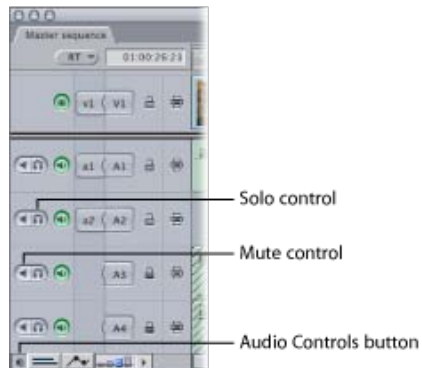 Master sequence
RT
01:00:26:23
v1 V1
a1 A1
a2 A2
Solo control
A3
Mute control
A4
Audio Controls button